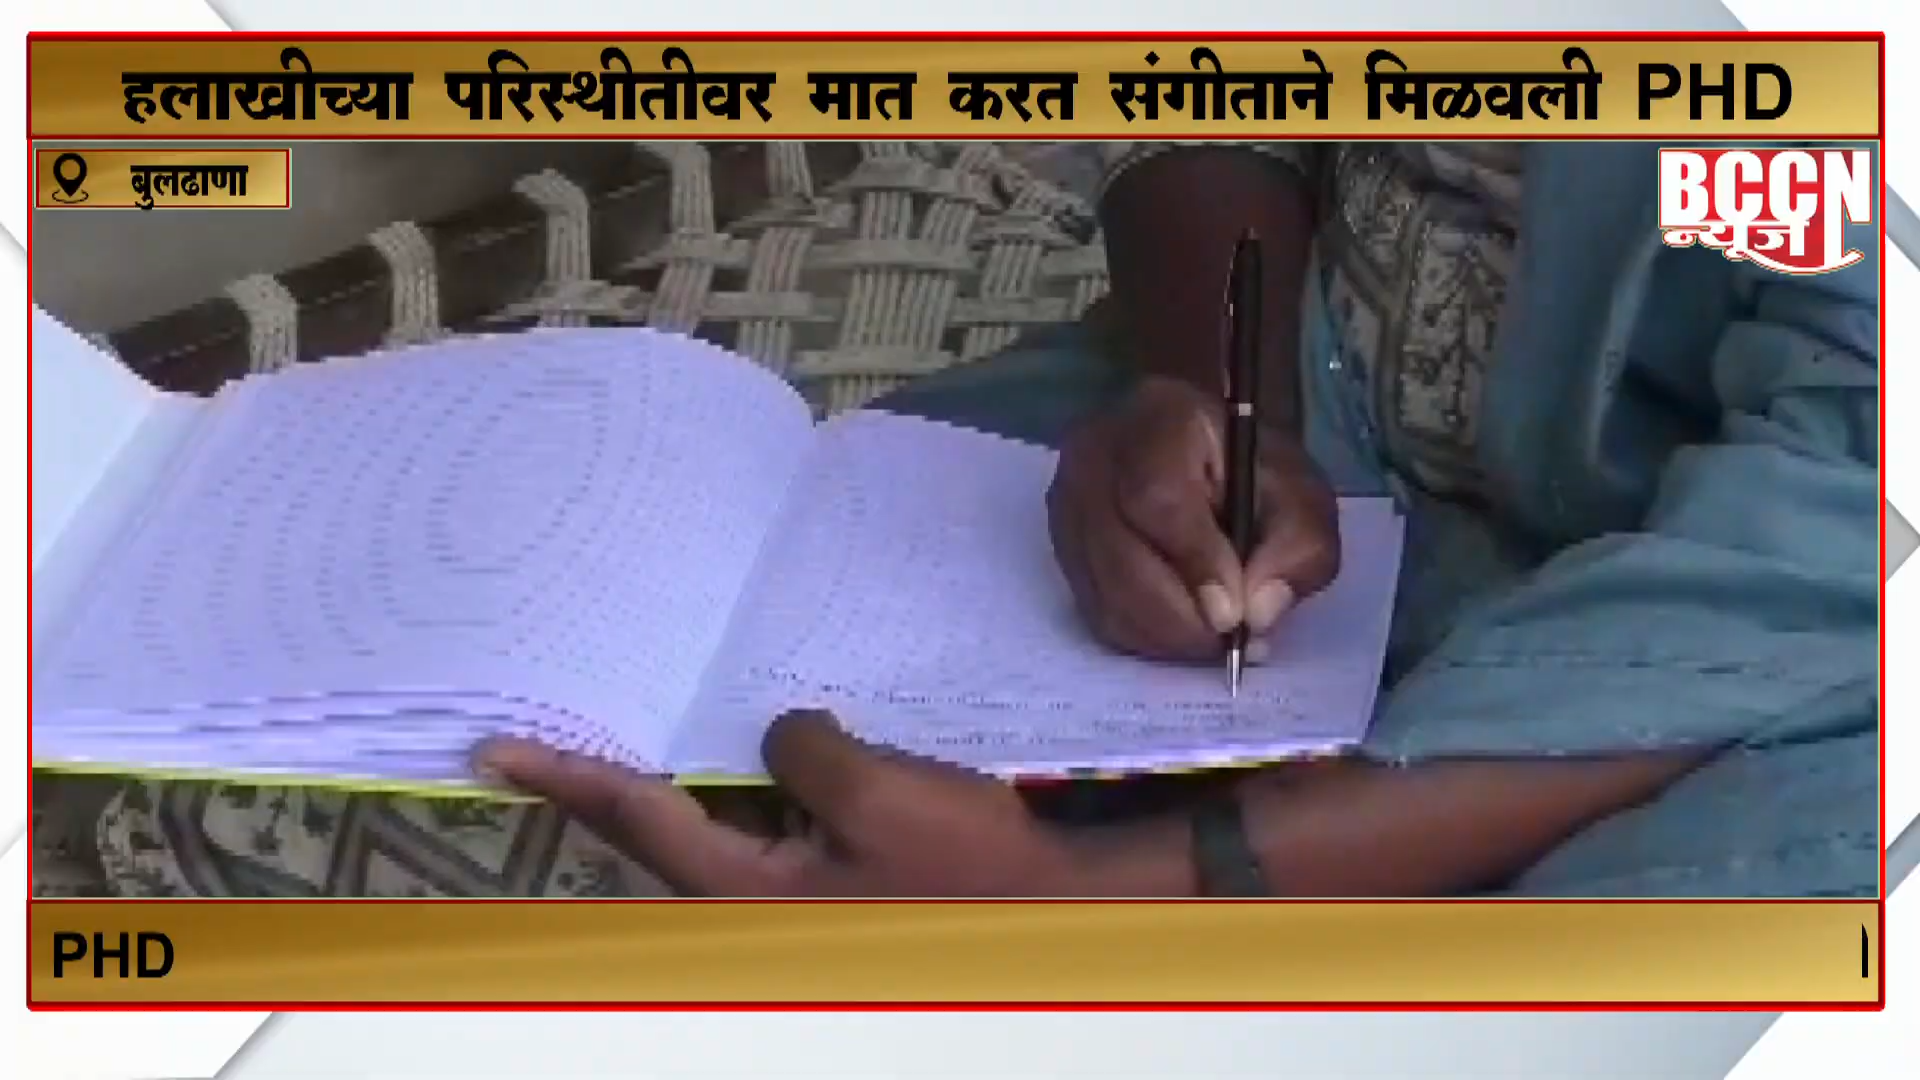 हलाखीच्या परिस्थीतीवर मात करत संगीताने मिळवली PHD
बुलढाणा
BCCN
न्यूज
PHD